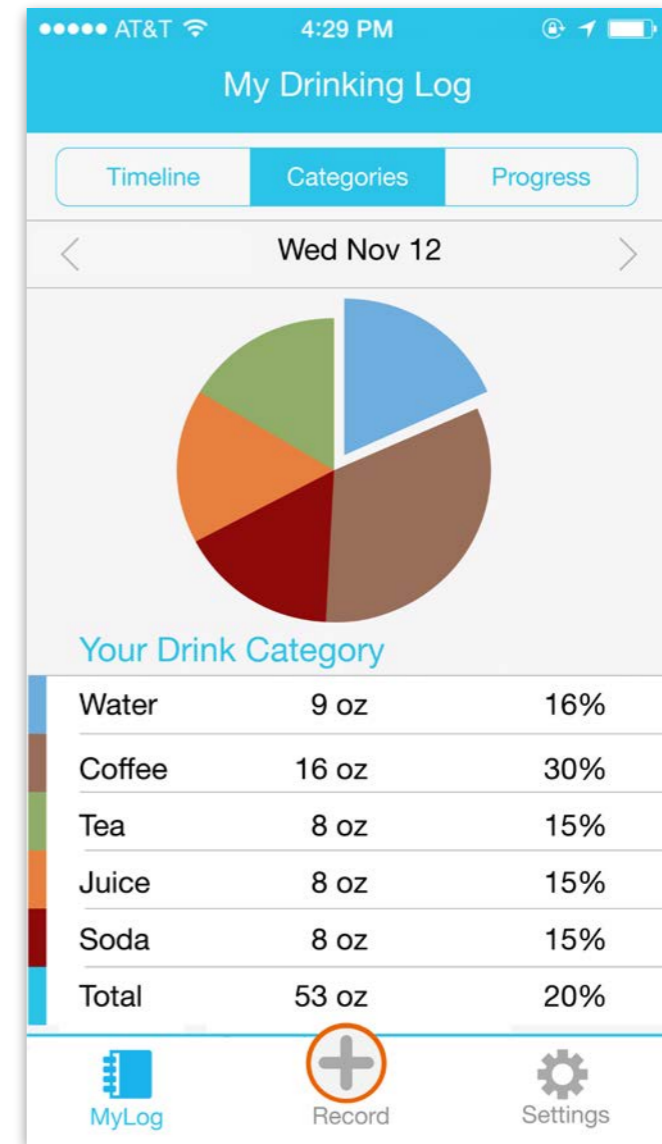 AT&T 4:29 PM
My Drinking Log
Timeline Categories Progress
Wed Nov 12
Your Drink Category
Water 9 oz 16%
Coffee 16 oz 30%
Tea 8 oz 15%
Juice 8 oz 15%
Soda 8 oz 15%
Total 53 oz 20%
MyLog Record Settings